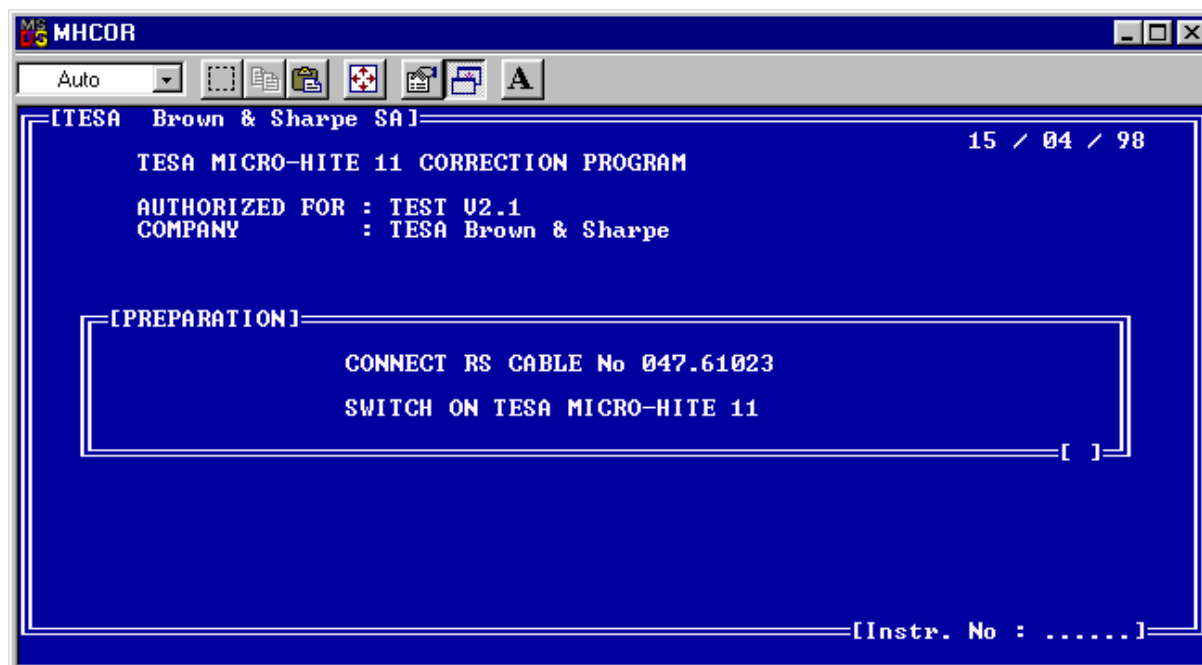 MHCOR
Auto
A
[TESA Brown & Sharpe SA]
15 / 04 / 98
TESA MICRO-HITE 11 CORRECTION PROGRAM
AUTHORIZED FOR : TEST V2.1
COMPANY : TESA Brown & Sharpe
[PREPARATION]
CONNECT RS CABLE No 047.61023
SWITCH ON TESA MICRO-HITE 11
[ ]
[Instr. No : ......]